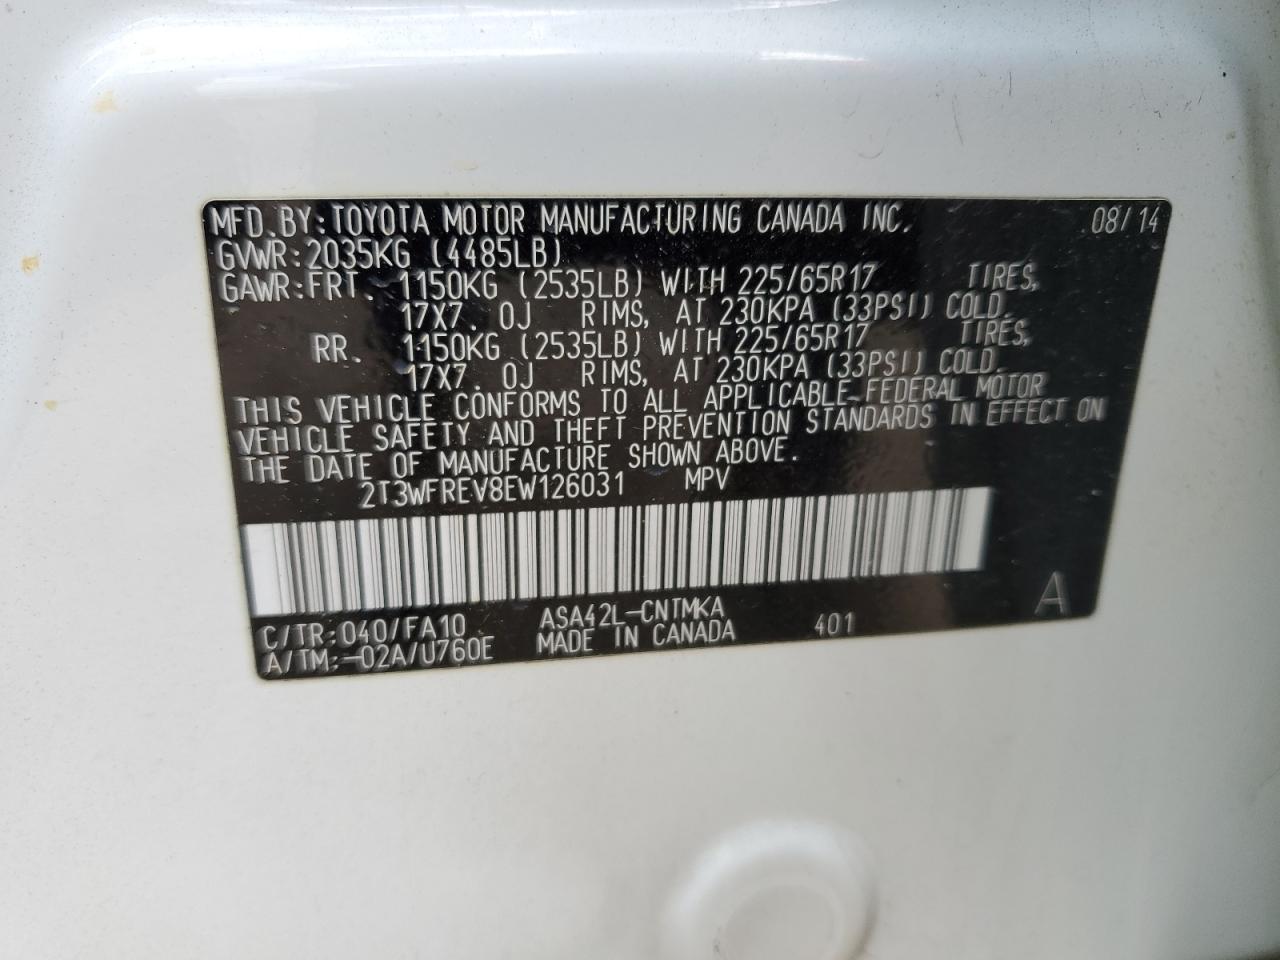 MFD.BY:TOYOTA MOTOR MANUFACTURING CANADA INC. 08/14
GVWR:2035KG (4485LB)
GAWR:FRT. 1150KG (2535LB) WITH 225/65R17 TIRES,
17X7.0J RIMS, AT 230KPA (33PSI) COLD.
RR. 1150KG (2535LB) WITH 225/65R17 TIRES,
17X7.0J RIMS, AT 230KPA (33PSI) COLD.
THIS VEHICLE CONFORMS TO ALL APPLICABLE FEDERAL MOTOR
VEHICLE SAFETY AND THEFT PREVENTION STANDARDS IN EFFECT ON
THE DATE OF MANUFACTURE SHOWN ABOVE.
2T3WFREV8EW126031 MPV
A
C/TR:040/FA10 ASA42L-CNTMKA
A/TM:-02A/U760E MADE IN CANADA 401